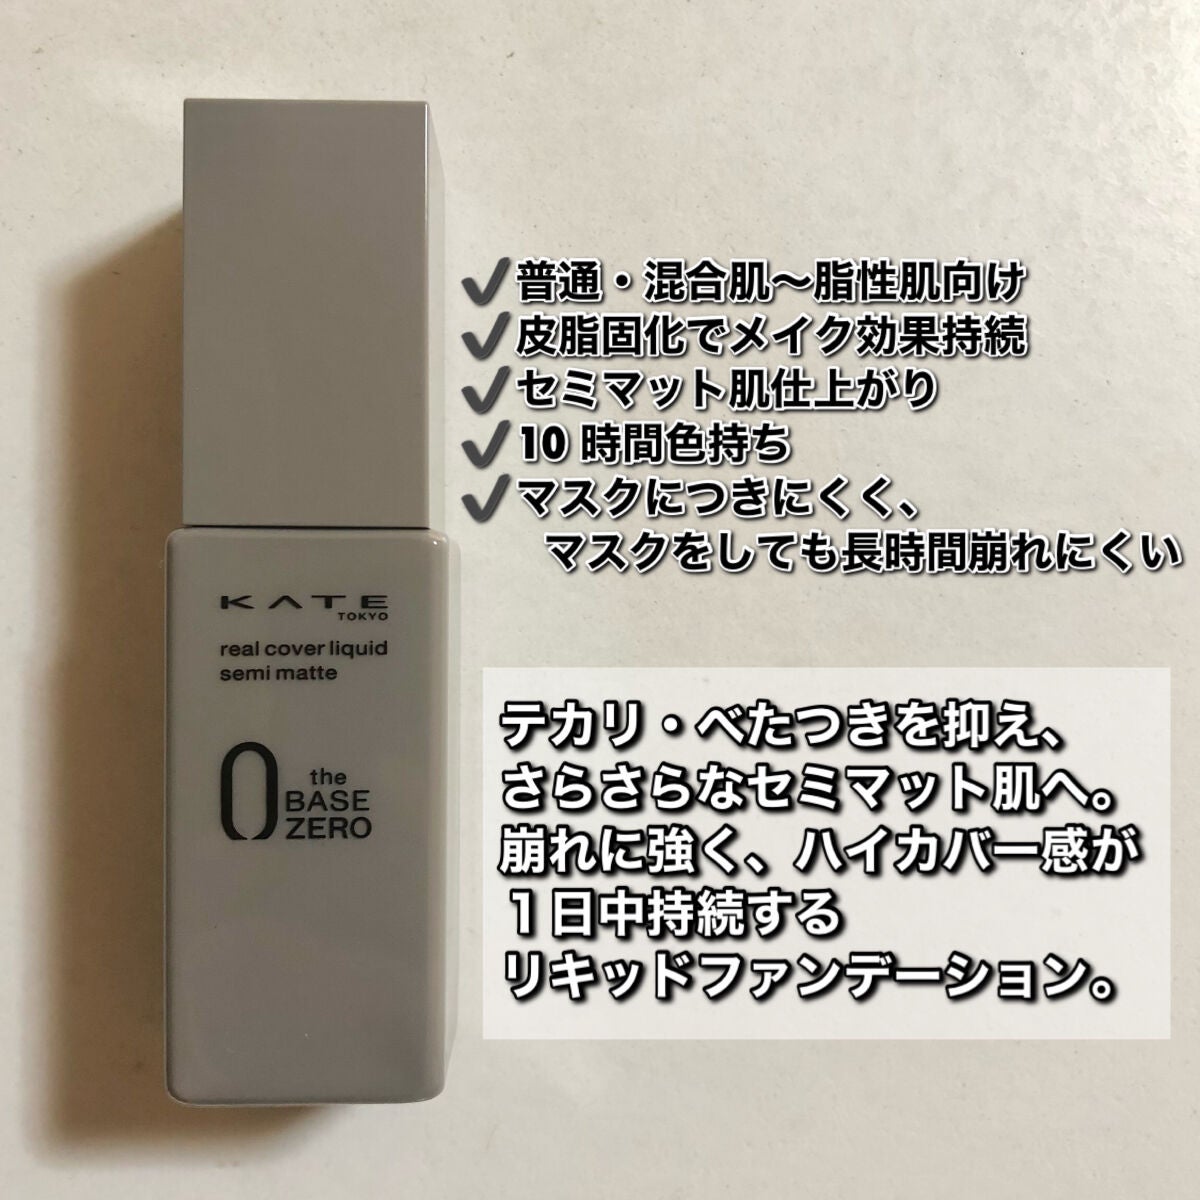 ✓普通・混合肌〜脂性肌向け
✓皮脂固化でメイク効果持続
✓セミマット肌仕上がり
✓10 時間色持ち
✓マスクにつきにくく、
マスクをしても長時間崩れにくい
KATE
TOKYO
real cover liquid
semi matte
0 the
BASE
ZERO
テカリ・べたつきを抑え、
さらさらなセミマット肌へ。
崩れに強く、ハイカバー感が
１日中持続する
リキッドファンデーション。